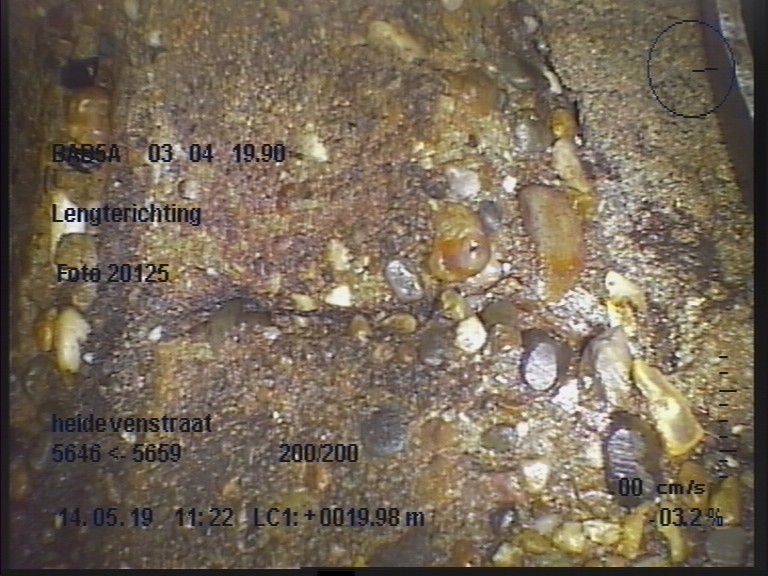 BAB5A 03 04 19.90
Lengterichting
Foto 20125
heidevenstraat
5646 <- 5659 200/200
.00 cm/s
14.05.19 11:22 LC1: +0019.98 m -03.2 %